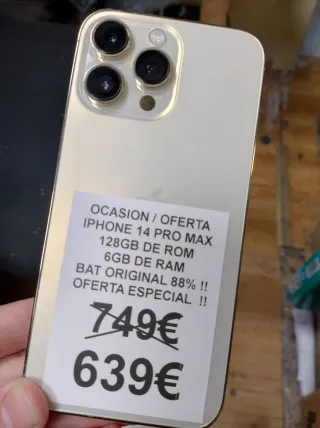 OCASION / OFERTA
IPHONE 14 PRO MAX
128GB DE ROM
6GB DE RAM
BAT ORIGINAL 88% !!
OFERTA ESPECIAL !!
749€
639€